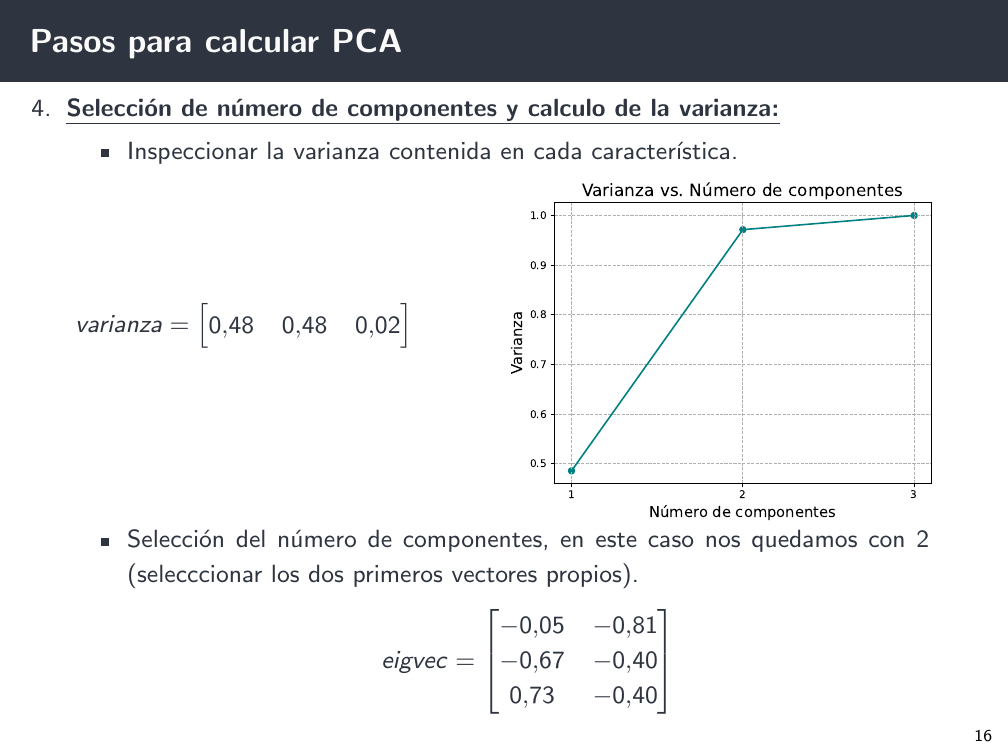 Pasos para calcular PCA
4. Selección de número de componentes y calculo de la varianza:
Inspeccionar la varianza contenida en cada característica.
varianza = [0,48 0,48 0,02]
Varianza vs. Número de componentes
1.0
0.9
0.8
0.7
0.6
0.5
Varianza
1 2 3
Número de componentes
Selección del número de componentes, en este caso nos quedamos con 2
(selecccionar los dos primeros vectores propios).
−0,05 −0,81
eigvec = −0,67 −0,40
0,73 −0,40
16